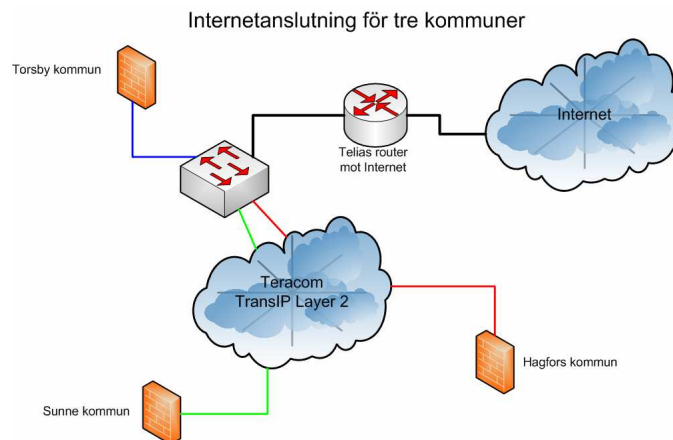 Internetanslutning för tre kommuner
Torsby kommun
Internet
Telias router
mot Internet
Teracom
TransIP Layer 2
Hagfors kommun
Sunne kommun